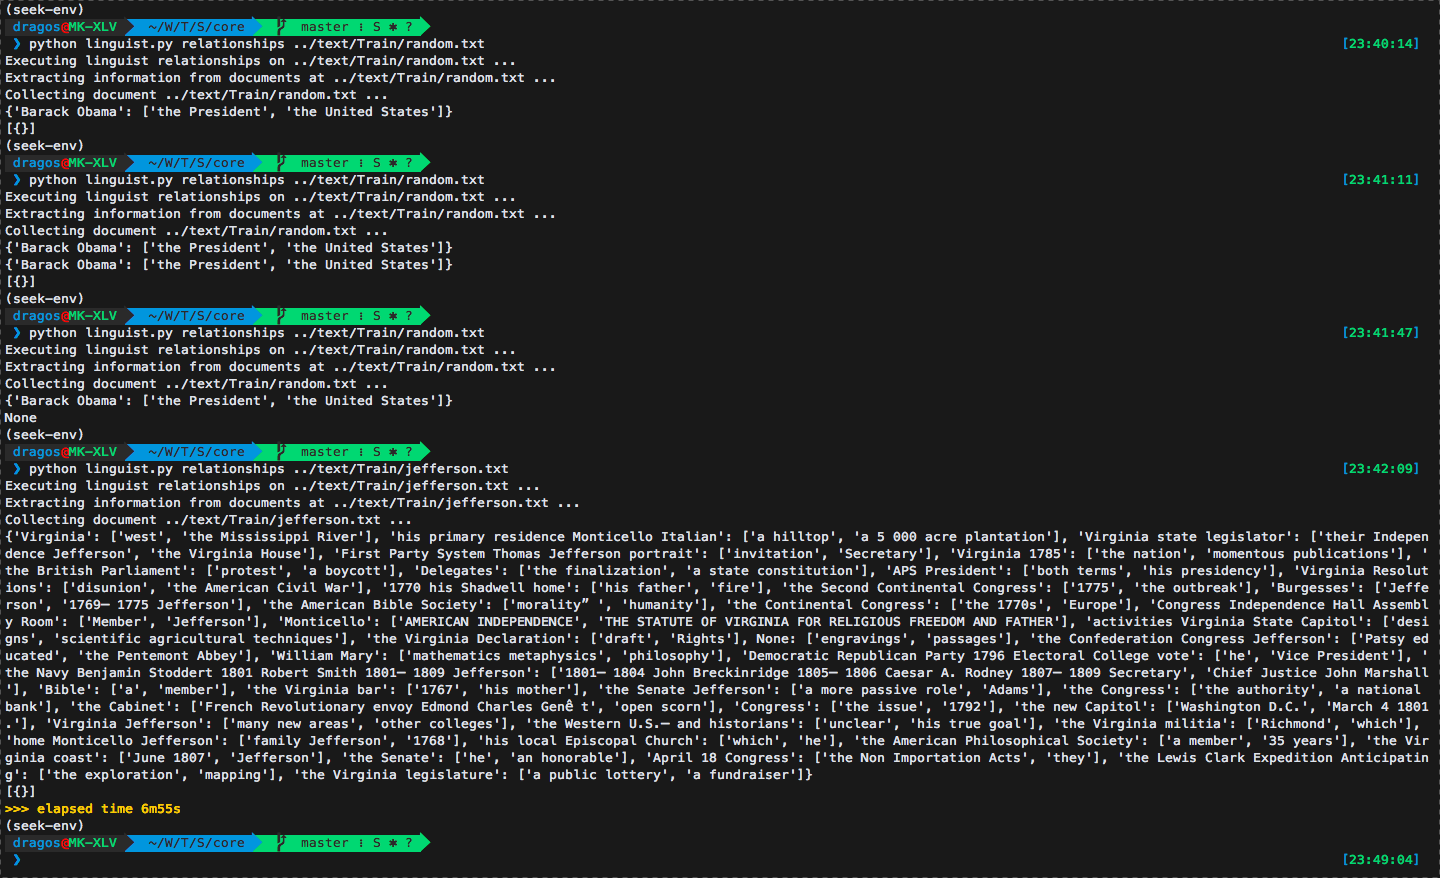 (seek-env)
dragos@MK-XLV ~/W/T/S/core master ⁝ S ✱ ?
❯ python linguist.py relationships ../text/Train/random.txt [23:40:14]
Executing linguist relationships on ../text/Train/random.txt ...
Extracting information from documents at ../text/Train/random.txt ...
Collecting document ../text/Train/random.txt ...
{'Barack Obama': ['the President', 'the United States']}
[{}]
(seek-env)
dragos@MK-XLV ~/W/T/S/core master ⁝ S ✱ ?
❯ python linguist.py relationships ../text/Train/random.txt [23:41:11]
Executing linguist relationships on ../text/Train/random.txt ...
Extracting information from documents at ../text/Train/random.txt ...
Collecting document ../text/Train/random.txt ...
{'Barack Obama': ['the President', 'the United States']}
{'Barack Obama': ['the President', 'the United States']}
[{}]
(seek-env)
dragos@MK-XLV ~/W/T/S/core master ⁝ S ✱ ?
❯ python linguist.py relationships ../text/Train/random.txt [23:41:47]
Executing linguist relationships on ../text/Train/random.txt ...
Extracting information from documents at ../text/Train/random.txt ...
Collecting document ../text/Train/random.txt ...
{'Barack Obama': ['the President', 'the United States']}
None
(seek-env)
dragos@MK-XLV ~/W/T/S/core master ⁝ S ✱ ?
❯ python linguist.py relationships ../text/Train/jefferson.txt [23:42:09]
Executing linguist relationships on ../text/Train/jefferson.txt ...
Extracting information from documents at ../text/Train/jefferson.txt ...
Collecting document ../text/Train/jefferson.txt ...
{'Virginia': ['west', 'the Mississippi River'], 'his primary residence Monticello Italian': ['a hilltop', 'a 5 000 acre plantation'], 'Virginia state legislator': ['their Indepen
dence Jefferson', 'the Virginia House'], 'First Party System Thomas Jefferson portrait': ['invitation', 'Secretary'], 'Virginia 1785': ['the nation', 'momentous publications'], '
the British Parliament': ['protest', 'a boycott'], 'Delegates': ['the finalization', 'a state constitution'], 'APS President': ['both terms', 'his presidency'], 'Virginia Resolut
ions': ['disunion', 'the American Civil War'], '1770 his Shadwell home': ['his father', 'fire'], 'the Second Continental Congress': ['1775', 'the outbreak'], 'Burgesses': ['Jeffe
rson', '1769– 1775 Jefferson'], 'the American Bible Society': ['morality” ', 'humanity'], 'the Continental Congress': ['the 1770s', 'Europe'], 'Congress Independence Hall Assembl
y Room': ['Member', 'Jefferson'], 'Monticello': ['AMERICAN INDEPENDENCE', 'THE STATUTE OF VIRGINIA FOR RELIGIOUS FREEDOM AND FATHER'], 'activities Virginia State Capitol': ['desi
gns', 'scientific agricultural techniques'], 'the Virginia Declaration': ['draft', 'Rights'], None: ['engravings', 'passages'], 'the Confederation Congress Jefferson': ['Patsy ed
ucated', 'the Pentemont Abbey'], 'William Mary': ['mathematics metaphysics', 'philosophy'], 'Democratic Republican Party 1796 Electoral College vote': ['he', 'Vice President'], '
the Navy Benjamin Stoddert 1801 Robert Smith 1801– 1809 Jefferson': ['1801– 1804 John Breckinridge 1805– 1806 Caesar A. Rodney 1807– 1809 Secretary', 'Chief Justice John Marshall
'], 'Bible': ['a', 'member'], 'the Virginia bar': ['1767', 'his mother'], 'the Senate Jefferson': ['a more passive role', 'Adams'], 'the Congress': ['the authority', 'a national
bank'], 'the Cabinet': ['French Revolutionary envoy Edmond Charles Genê t', 'open scorn'], 'Congress': ['the issue', '1792'], 'the new Capitol': ['Washington D.C.', 'March 4 1801
.'], 'Virginia Jefferson': ['many new areas', 'other colleges'], 'the Western U.S.— and historians': ['unclear', 'his true goal'], 'the Virginia militia': ['Richmond', 'which'],
'home Monticello Jefferson': ['family Jefferson', '1768'], 'his local Episcopal Church': ['which', 'he'], 'the American Philosophical Society': ['a member', '35 years'], 'the Vir
ginia coast': ['June 1807', 'Jefferson'], 'the Senate': ['he', 'an honorable'], 'April 18 Congress': ['the Non Importation Acts', 'they'], 'the Lewis Clark Expedition Anticipatin
g': ['the exploration', 'mapping'], 'the Virginia legislature': ['a public lottery', 'a fundraiser']}
[{}]
>>> elapsed time 6m55s
(seek-env)
dragos@MK-XLV ~/W/T/S/core master ⁝ S ✱ ?
❯ [23:49:04]